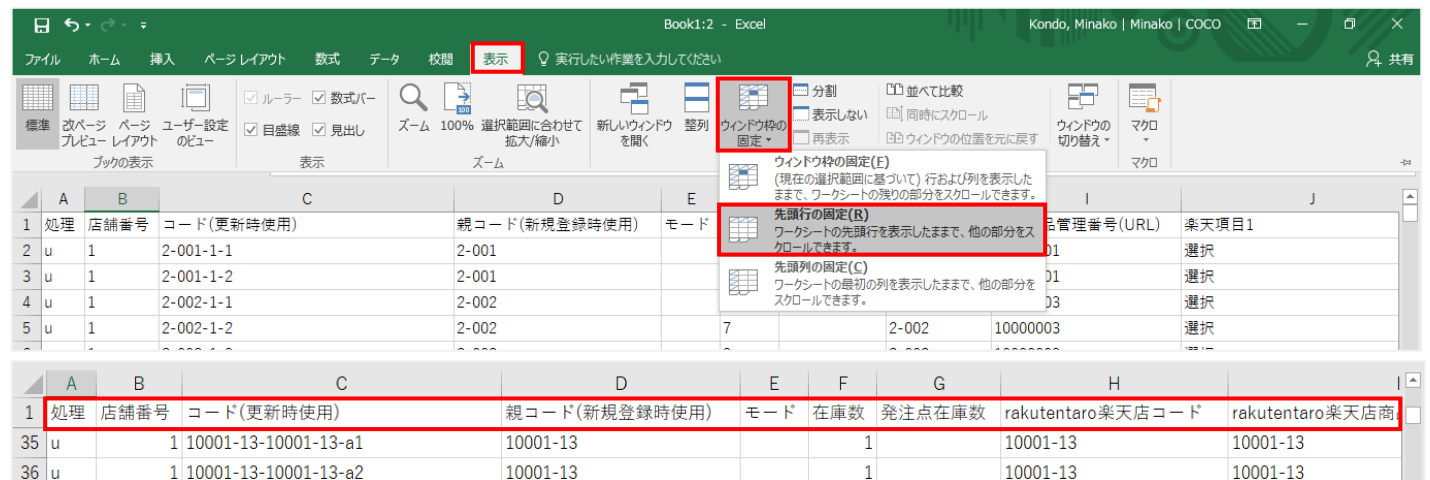 Book1:2 - Excel
Kondo, Minako | Minako | COCO
ファイル ホーム 挿入 ページ レイアウト 数式 データ 校閲 表示 実行したい作業を入力してください 共有
標準 改ページ プレビュー ページ レイアウト ユーザー設定 のビュー
ブックの表示
ルーラー 数式バー
目盛線 見出し
表示
ズーム 100% 選択範囲に合わせて 拡大/縮小
ズーム
新しいウィンドウ を開く 整列 ウィンドウ枠の 固定
分割
表示しない
再表示
並べて比較
同時にスクロール
ウィンドウの位置を元に戻す
ウィンドウの 切り替え
マクロ
マクロ
ウィンドウ枠の固定(F)
(現在の選択範囲に基づいて) 行および列を表示した
ままで、ワークシートの残りの部分をスクロールできます。
先頭行の固定(R)
ワークシートの先頭行を表示したままで、他の部分をス
クロールできます。
先頭列の固定(C)
ワークシートの最初の列を表示したままで、他の部分を
スクロールできます。
A B C D E I J
1 処理 店舗番号 コード(更新時使用) 親コード(新規登録時使用) モード 管理番号(URL) 楽天項目1
2 u 1 2-001-1-1 2-001 01 選択
3 u 1 2-001-1-2 2-001 01 選択
4 u 1 2-002-1-1 2-002 03 選択
5 u 1 2-002-1-2 2-002 7 2-002 10000003 選択
A B C D E F G H I
1 処理 店舗番号 コード(更新時使用) 親コード(新規登録時使用) モード 在庫数 発注点在庫数 rakutentaro楽天店コード rakutentaro楽天店商
35 u 1 10001-13-10001-13-a1 10001-13 1 10001-13 10001-13
36 u 1 10001-13-10001-13-a2 10001-13 1 10001-13 10001-13